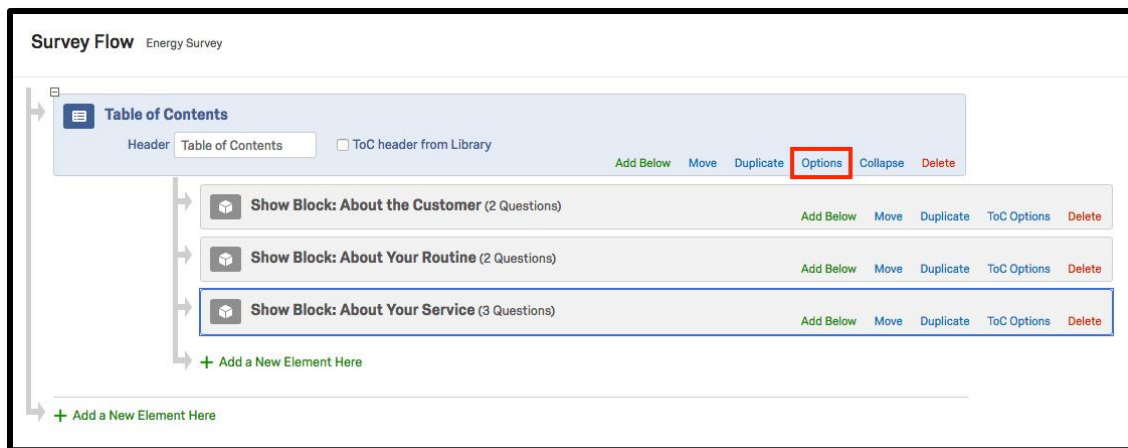 Survey Flow Energy Survey
Table of Contents
Header Table of Contents ToC header from Library
Add Below Move Duplicate Options Collapse Delete
Show Block: About the Customer (2 Questions)
Add Below Move Duplicate ToC Options Delete
Show Block: About Your Routine (2 Questions)
Add Below Move Duplicate ToC Options Delete
Show Block: About Your Service (3 Questions)
Add Below Move Duplicate ToC Options Delete
+ Add a New Element Here
+ Add a New Element Here